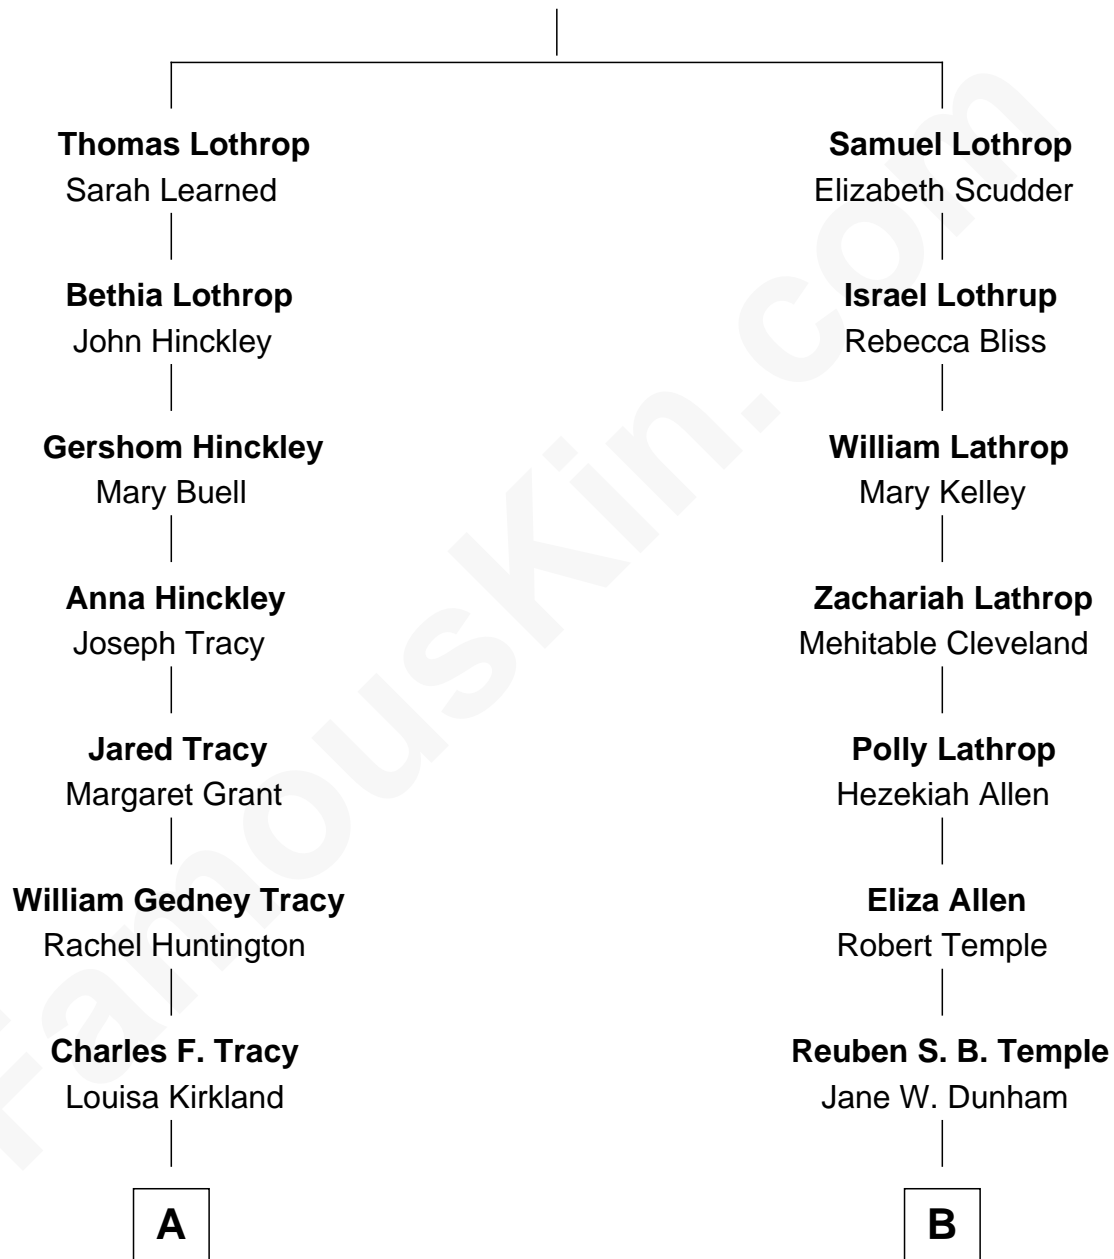 Thomas Lothrop
Sarah Learned
Samuel Lothrop
Elizabeth Scudder
Bethia Lothrop
John Hinckley
Israel Lothrup
Rebecca Bliss
Gershom Hinckley
Mary Buell
William Lathrop
Mary Kelley
Anna Hinckley
Joseph Tracy
Zachariah Lathrop
Mehitable Cleveland
Jared Tracy
Margaret Grant
Polly Lathrop
Hezekiah Allen
William Gedney Tracy
Rachel Huntington
Eliza Allen
Robert Temple
Charles F. Tracy
Louisa Kirkland
Reuben S. B. Temple
Jane W. Dunham
A
B
FamousKin.com